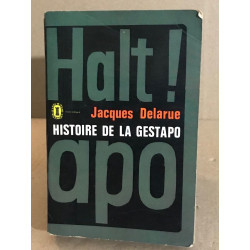 Halt!
Jacques Delarue
HISTOIRE DE LA GESTAPO
apo